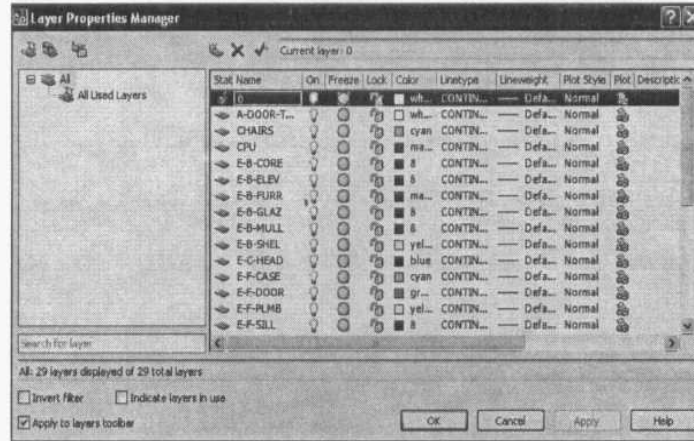 Layer Properties Manager
Current layer: 0
All
All Used Layers
Stat Name On Freeze Lock Color Linetype Lineweight Plot Style Plot Descriptic
0 wh... CONTIN... Defa... Normal
A-DOOR-T... wh... CONTIN... Defa... Normal
CHAIRS cyan CONTIN... Defa... Normal
CPU ma... CONTIN... Defa... Normal
E-B-CORE 8 CONTIN... Defa... Normal
E-B-ELEV 8 CONTIN... Defa... Normal
E-B-FURR ma... CONTIN... Defa... Normal
E-B-GLAZ 8 CONTIN... Defa... Normal
E-B-MULL 8 CONTIN... Defa... Normal
E-B-SHEL yel... CONTIN... Defa... Normal
E-C-HEAD blue CONTIN... Defa... Normal
E-F-CASE cyan CONTIN... Defa... Normal
E-F-DOOR gr... CONTIN... Defa... Normal
E-F-PLMB yel... CONTIN... Defa... Normal
E-F-SILL 8 CONTIN... Defa... Normal
Search for layer
All: 29 layers displayed of 29 total layers
Invert filter Indicate layers in use
Apply to layers toolbar OK Cancel Apply Help